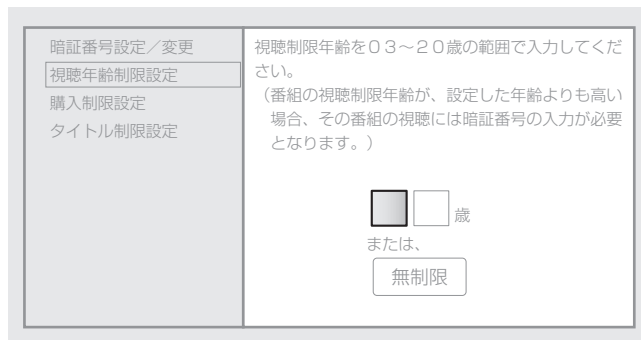 暗証番号設定／変更
視聴年齢制限設定
購入制限設定
タイトル制限設定
視聴制限年齢を０３～２０歳の範囲で入力してくだ
さい。
（番組の視聴制限年齢が、設定した年齢よりも高い
場合、その番組の視聴には暗証番号の入力が必要
となります。）
歳
または、
無制限